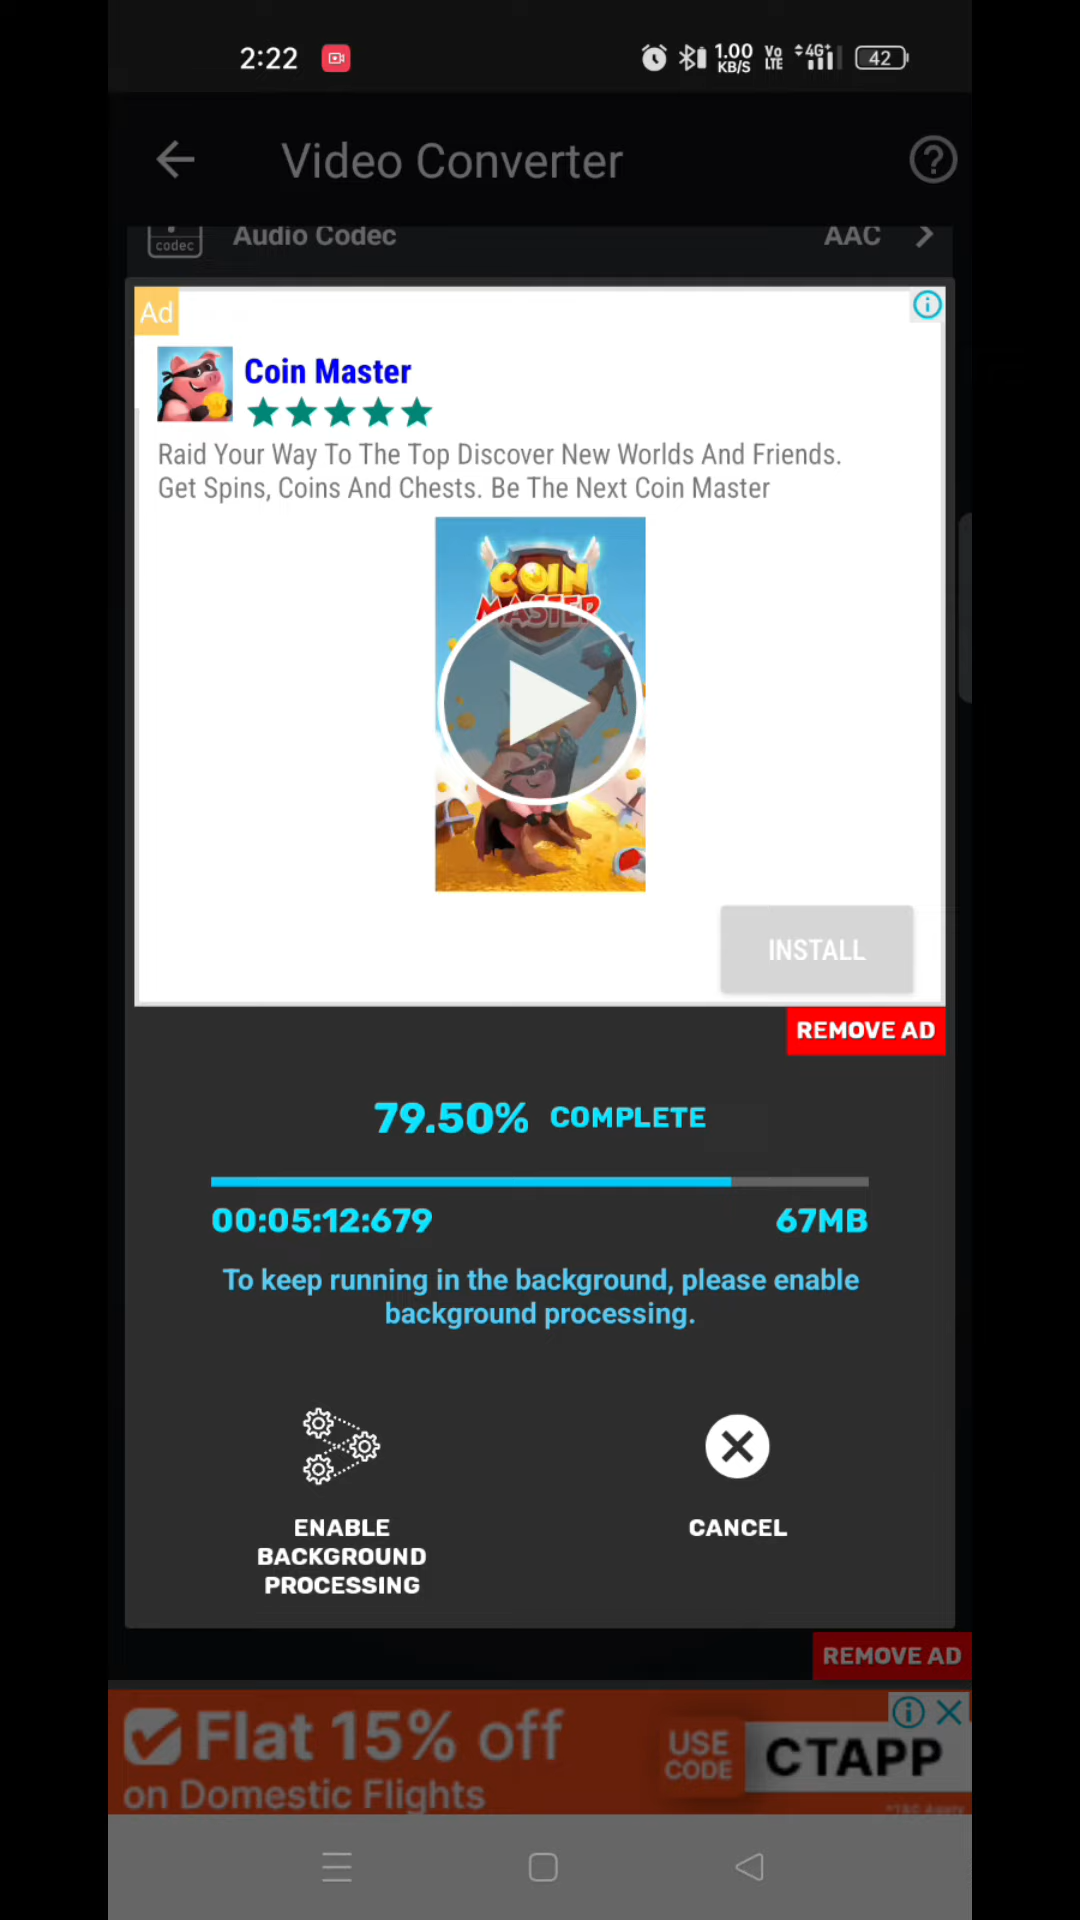 2:22
1.00
KB/S
Vo
LTE
4G+
42
Video Converter
codec
Audio Codec
AAC
Ad
Coin Master
Raid Your Way To The Top Discover New Worlds And Friends.
Get Spins, Coins And Chests. Be The Next Coin Master
COIN
MASTER
INSTALL
REMOVE AD
79.50% COMPLETE
00:05:12:679
67MB
To keep running in the background, please enable
background processing.
ENABLE
BACKGROUND
PROCESSING
CANCEL
REMOVE AD
Flat 15% off
on Domestic Flights
USE
CODE
CTAPP
*T&C Apply